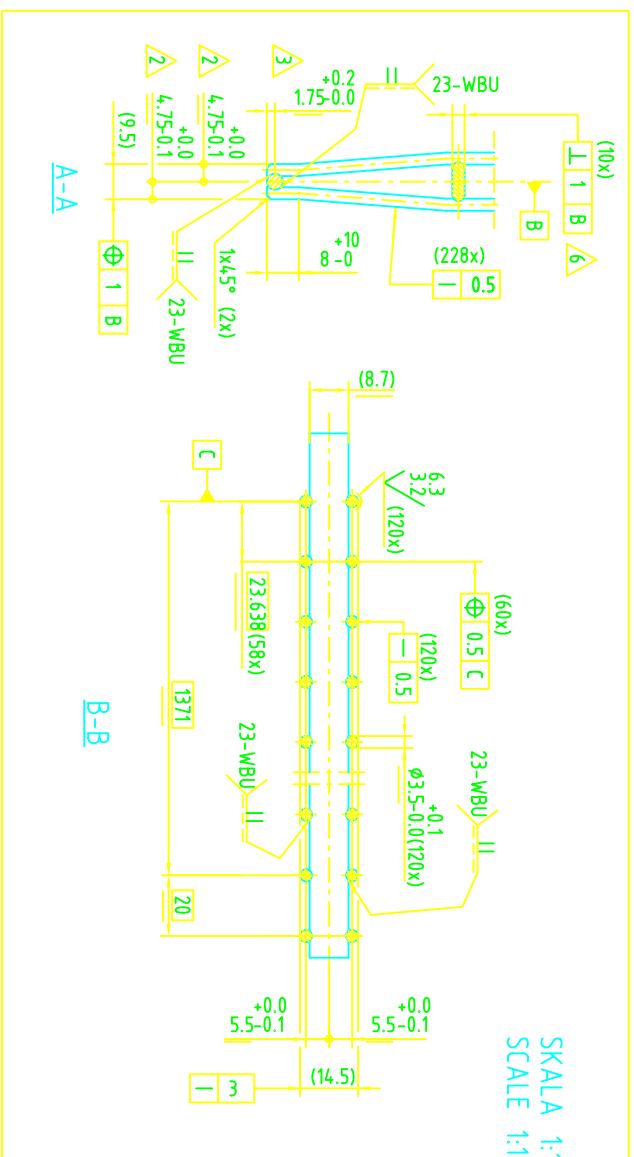 2
2
3
+0.2
1.75-0.0
23-WBU
(10x)
⊥ 1 B
6
B
4.75-0.1 +0.0
4.75-0.1 +0.0
(9.5)
A-A
⌖ 1 B
23-WBU
1x45° (2x)
+10
8 -0
(228x)
— 0.5
(8.7)
C
6.3
3.2
(120x)
(60x)
⌖ 0.5 C
(120x)
— 0.5
23.638 (58x)
1371
B-B
23-WBU
+0.1
ø3.5-0.0(120x)
23-WBU
20
+0.0
5.5-0.1
+0.0
5.5-0.1
(14.5)
— 3
SKALA 1:
SCALE 1:1